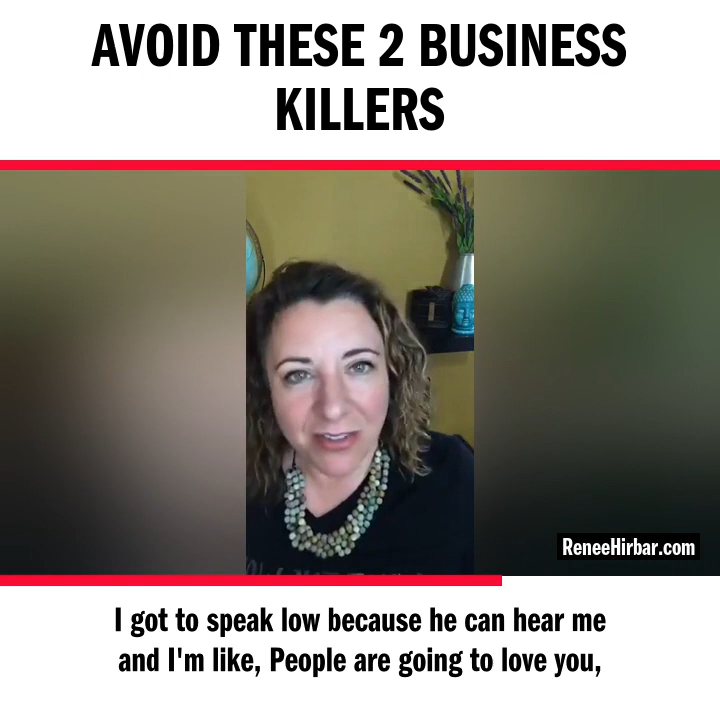 AVOID THESE 2 BUSINESS
KILLERS
ReneeHirbar.com
I got to speak low because he can hear me
and I'm like, People are going to love you,